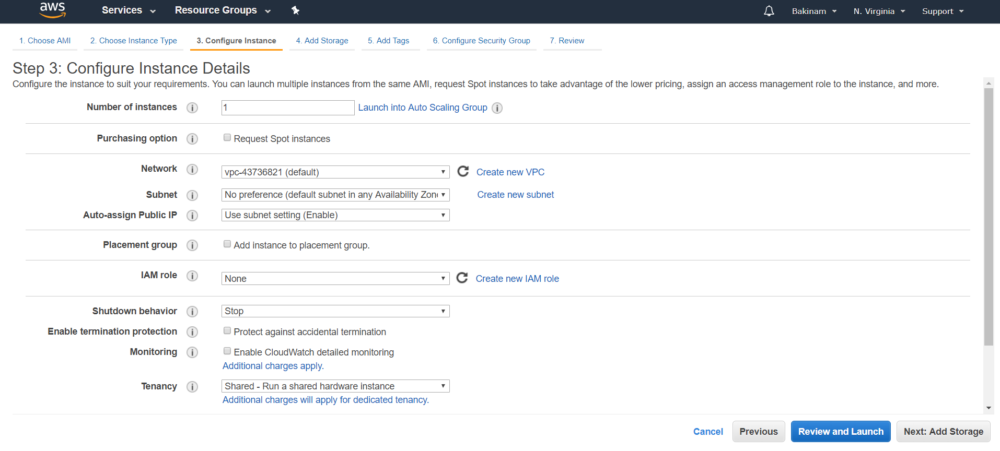 aws Services Resource Groups Bakinam N. Virginia Support
1. Choose AMI 2. Choose Instance Type 3. Configure Instance 4. Add Storage 5. Add Tags 6. Configure Security Group 7. Review
Step 3: Configure Instance Details
Configure the instance to suit your requirements. You can launch multiple instances from the same AMI, request Spot instances to take advantage of the lower pricing, assign an access management role to the instance, and more.
Number of instances i 1 Launch into Auto Scaling Group i
Purchasing option i Request Spot instances
Network i vpc-43736821 (default) Create new VPC
Subnet i No preference (default subnet in any Availability Zone Create new subnet
Auto-assign Public IP i Use subnet setting (Enable)
Placement group i Add instance to placement group.
IAM role i None Create new IAM role
Shutdown behavior i Stop
Enable termination protection i Protect against accidental termination
Monitoring i Enable CloudWatch detailed monitoring
Additional charges apply.
Tenancy i Shared - Run a shared hardware instance
Additional charges will apply for dedicated tenancy.
Cancel Previous Review and Launch Next: Add Storage